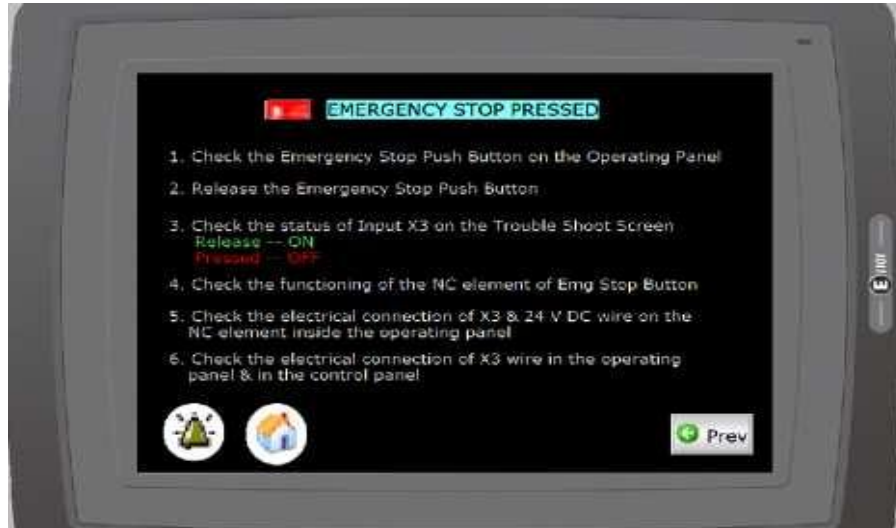 EMERGENCY STOP PRESSED
1. Check the Emergency Stop Push Button on the Operating Panel
2. Release the Emergency Stop Push Button
3. Check the status of Input X3 on the Trouble Shoot Screen
Release -- ON
Pressed -- OFF
4. Check the functioning of the NC element of Emg Stop Button
5. Check the electrical connection of X3 & 24 V DC wire on the
NC element inside the operating panel
6. Check the electrical connection of X3 wire in the operating
panel & in the control panel
Prev